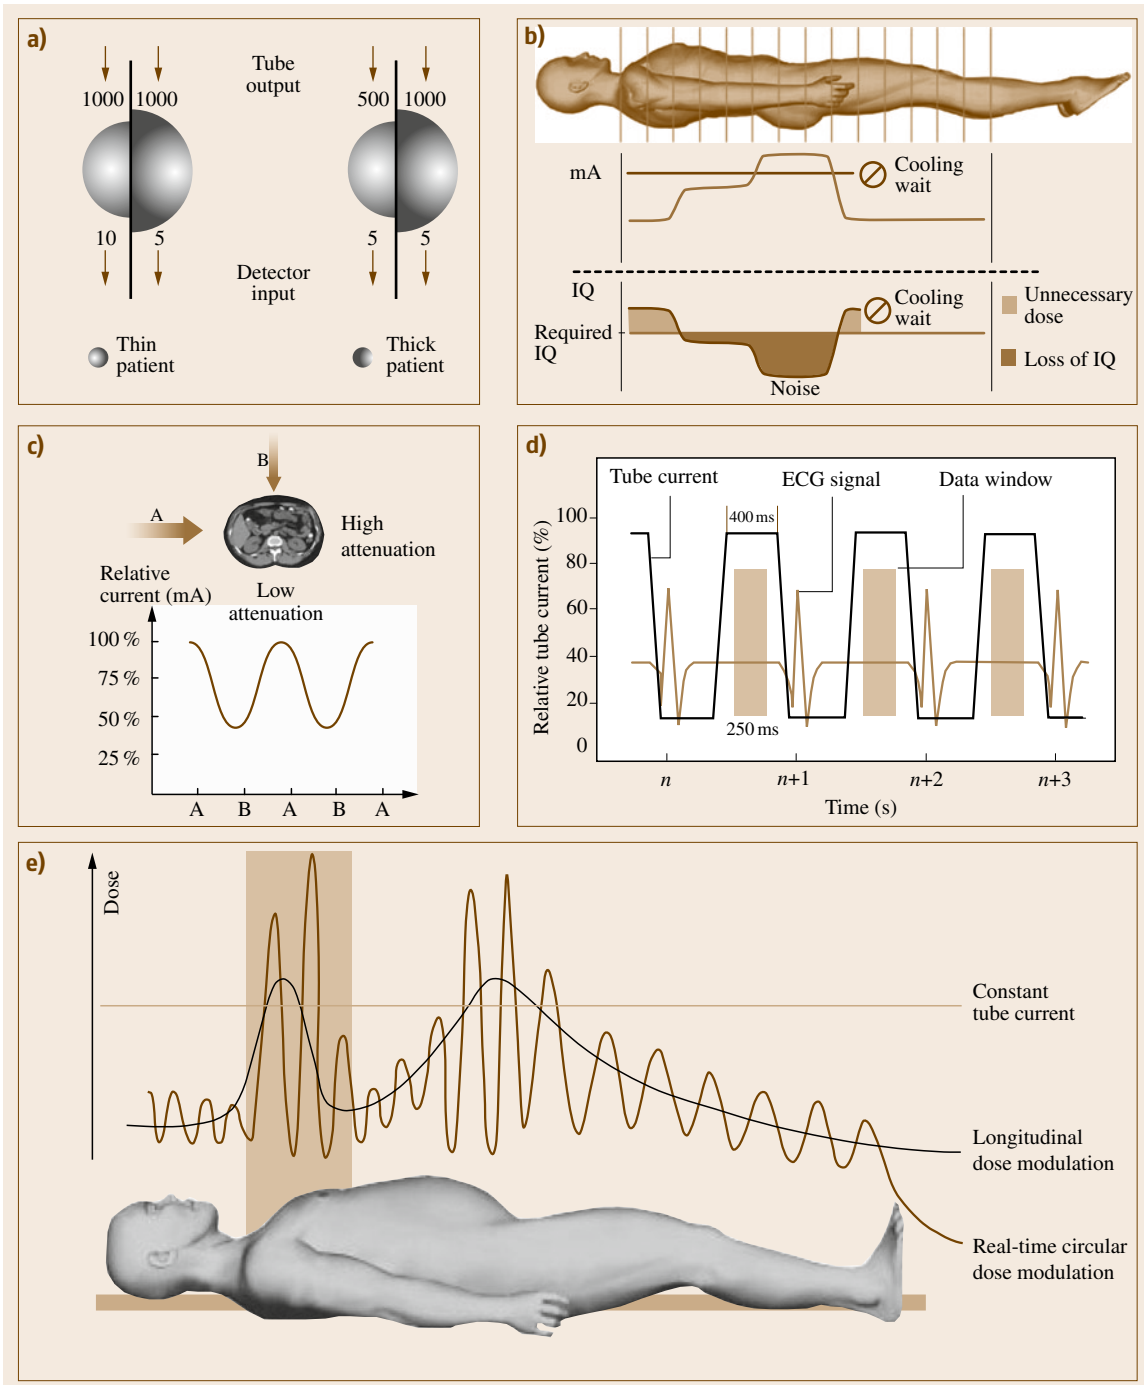 a)
Tube
output
1000 1000
500 1000
10 5
5 5
Detector
input
Thin
patient
Thick
patient
b)
mA
Cooling
wait
IQ
Required
IQ
Cooling
wait
Noise
Unnecessary
dose
Loss of IQ
c)
B
A
High
attenuation
Low
attenuation
Relative
current (mA)
100 %
75 %
50 %
25 %
A B A B A
d)
Tube current ECG signal Data window
400 ms
Relative tube current (%)
100
80
60
40
20
0
250 ms
n n+1 n+2 n+3
Time (s)
e)
Dose
Constant
tube current
Longitudinal
dose modulation
Real-time circular
dose modulation